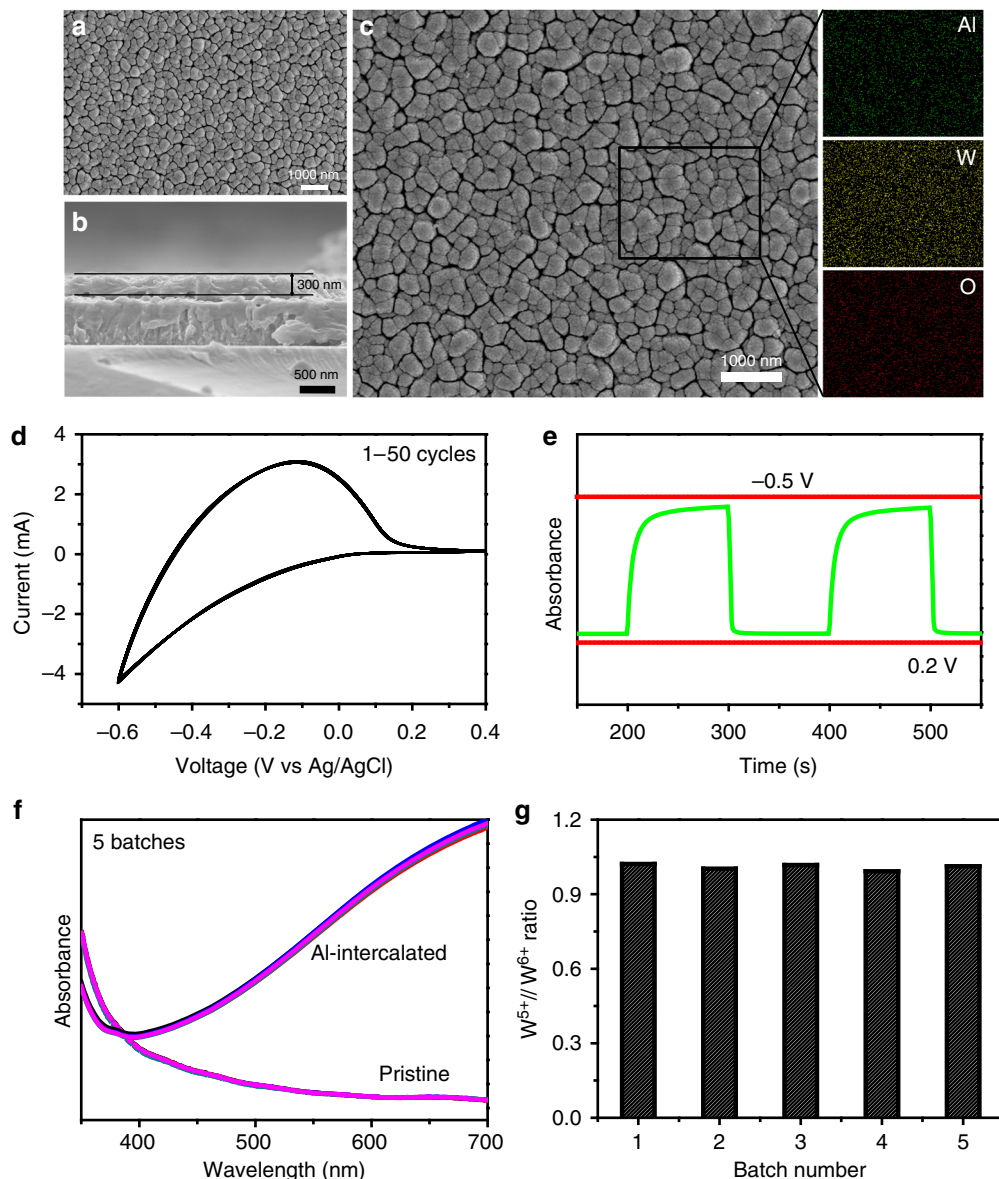 a
1000 nm
b
300 nm
500 nm
c
1000 nm
Al
W
O
d
1–50 cycles
4
2
0
–2
–4
Current (mA)
–0.6
–0.4
–0.2
0.0
0.2
0.4
Voltage (V vs Ag/AgCl)
e
–0.5 V
0.2 V
Absorbance
200
300
400
500
Time (s)
f
5 batches
Al-intercalated
Pristine
Absorbance
400
500
600
700
Wavelength (nm)
g
1.2
0.9
0.6
0.3
0.0
W5+// W6+ ratio
1
2
3
4
5
Batch number